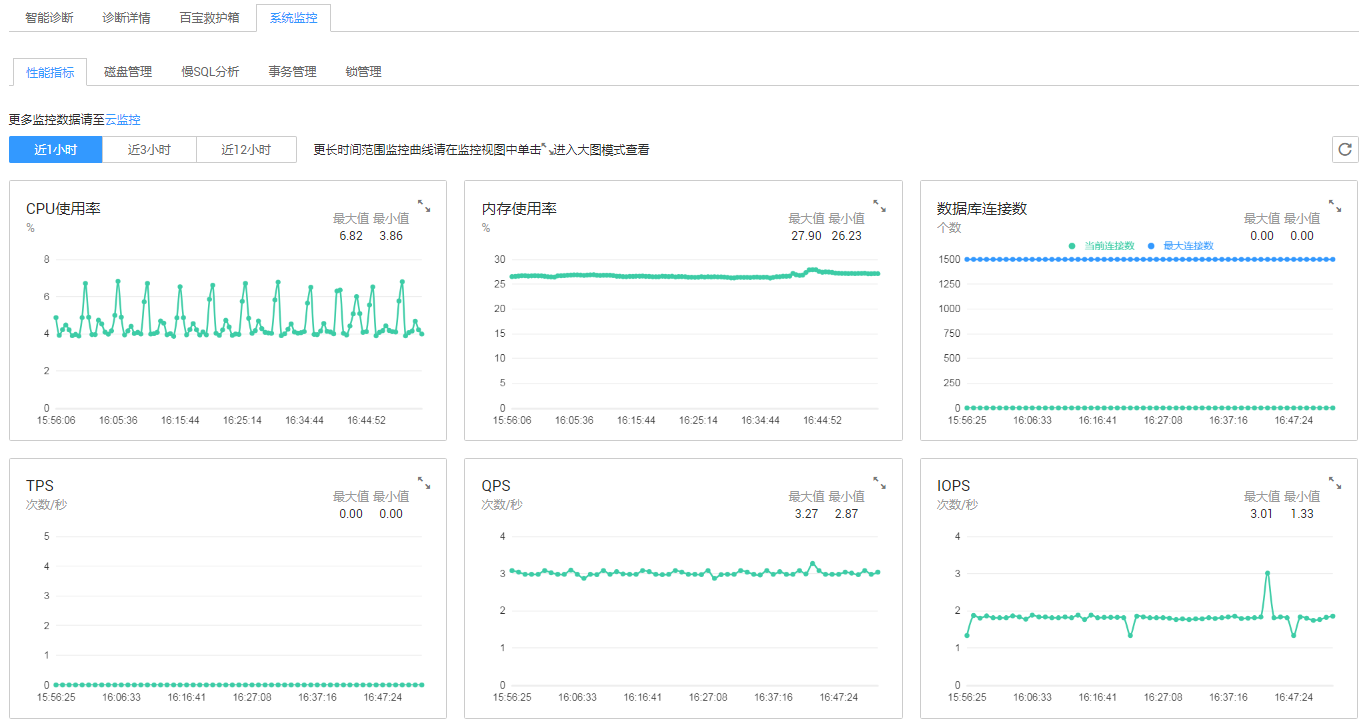 智能诊断 诊断详情 百宝救护箱 系统监控
性能指标 磁盘管理 慢SQL分析 事务管理 锁管理
更多监控数据请至云监控
近1小时 近3小时 近12小时 更长时间范围监控曲线请在监控视图中单击 进入大图模式查看
CPU使用率
%
最大值 最小值
6.82 3.86
8
6
4
2
0
15:56:06 16:05:36 16:15:44 16:25:14 16:34:44 16:44:52
内存使用率
%
最大值 最小值
27.90 26.23
30
25
20
15
10
5
0
15:56:06 16:05:36 16:15:44 16:25:14 16:34:44 16:44:52
数据库连接数
个数
最大值 最小值
0.00 0.00
当前连接数 最大连接数
1500
1250
1000
750
500
250
0
15:56:25 16:06:33 16:16:41 16:27:08 16:37:16 16:47:24
TPS
次数/秒
最大值 最小值
0.00 0.00
5
4
3
2
1
0
15:56:25 16:06:33 16:16:41 16:27:08 16:37:16 16:47:24
QPS
次数/秒
最大值 最小值
3.27 2.87
4
3
2
1
0
15:56:25 16:06:33 16:16:41 16:27:08 16:37:16 16:47:24
IOPS
次数/秒
最大值 最小值
3.01 1.33
4
3
2
1
0
15:56:25 16:06:33 16:16:41 16:27:08 16:37:16 16:47:24